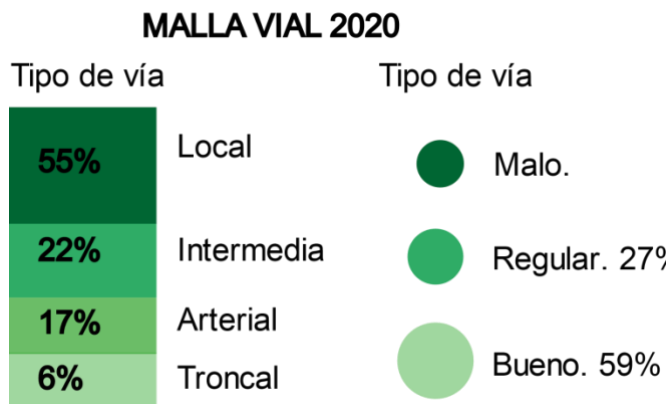 MALLA VIAL 2020
Tipo de vía
55%
Local
22%
Intermedia
17%
Arterial
6%
Troncal
Tipo de vía
Malo.
Regular. 27%
Bueno. 59%